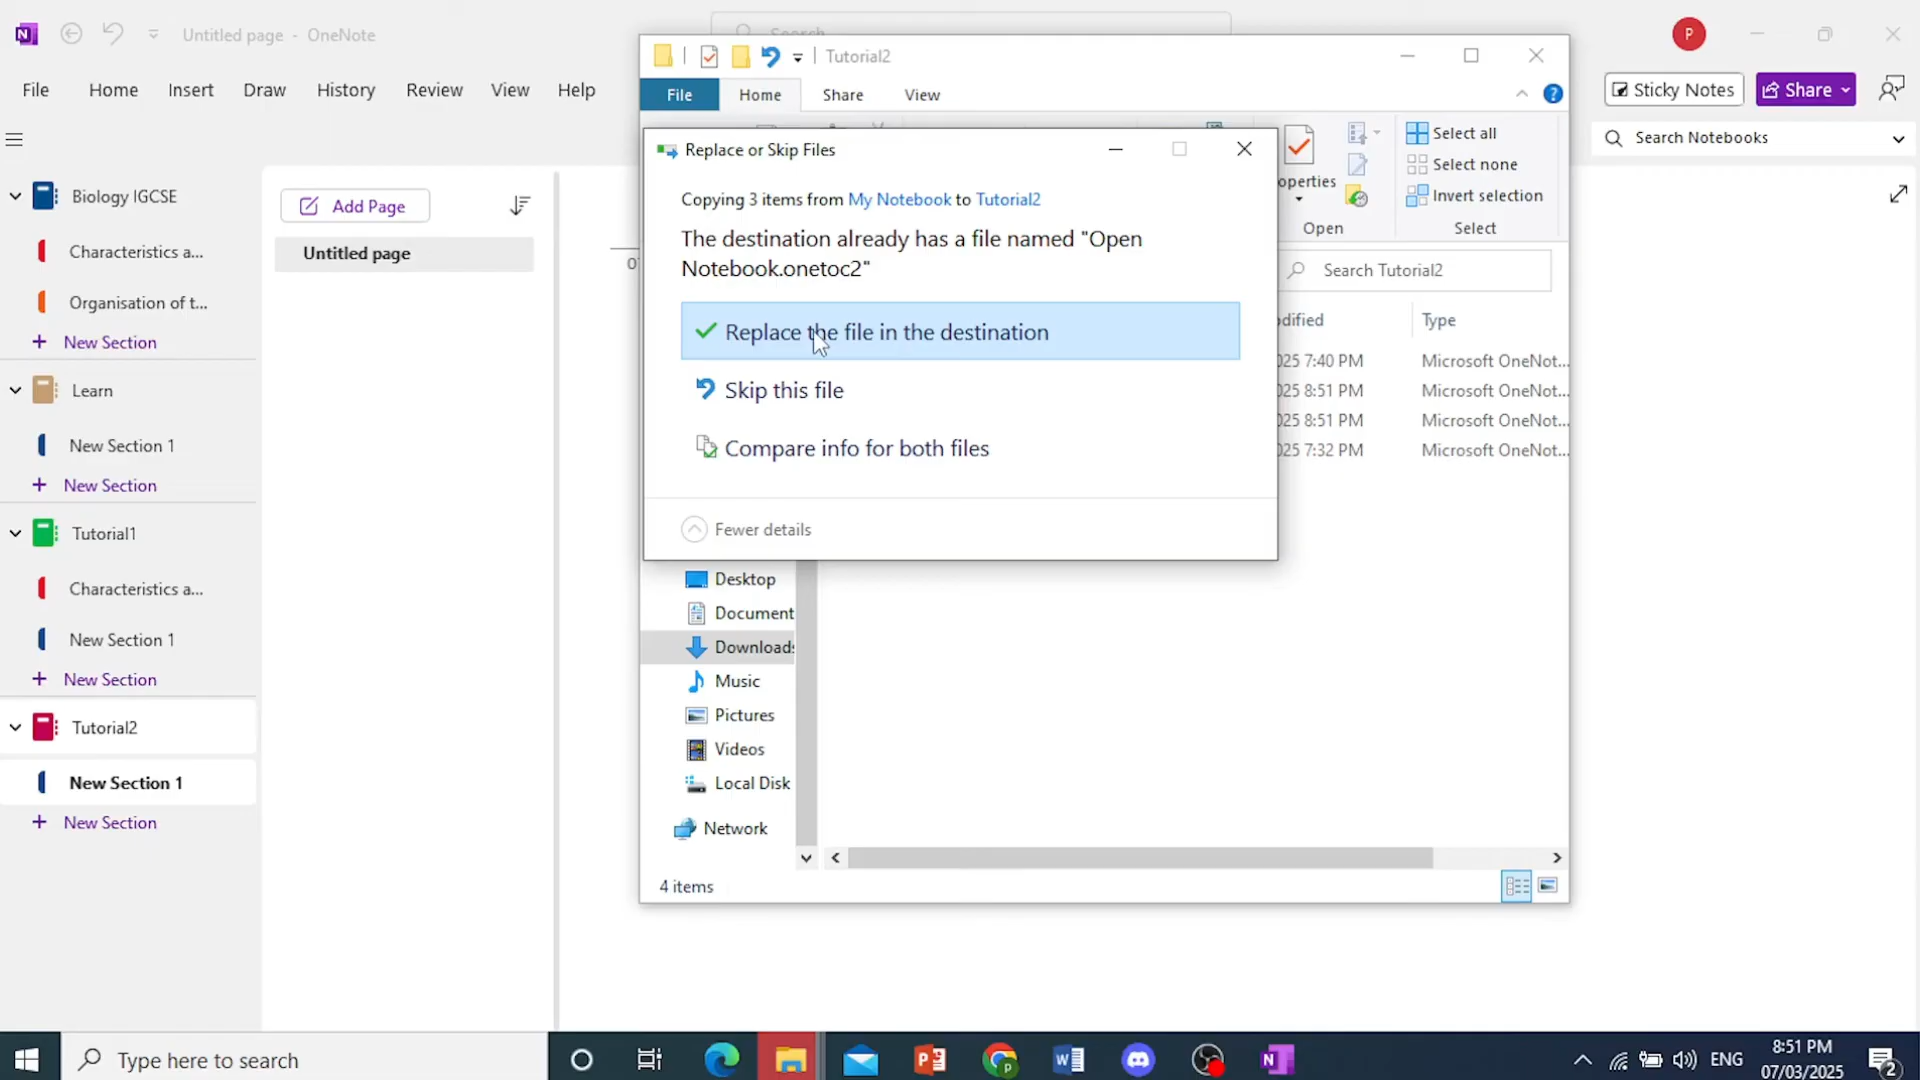 Untitled page - OneNote
File Home Insert Draw History Review View Help
Sticky Notes
Share
Search Notebooks
Biology IGCSE
Characteristics a...
Organisation of t...
New Section
Learn
New Section 1
New Section
Tutorial1
Characteristics a...
New Section 1
New Section
Tutorial2
New Section 1
New Section
Add Page
Untitled page
Tutorial2
File Home Share View
Select all
Select none
Invert selection
Open
Select
Search Tutorial2
Type
025 7:40 PM Microsoft OneNot...
025 8:51 PM Microsoft OneNot...
025 8:51 PM Microsoft OneNot...
025 7:32 PM Microsoft OneNot...
Replace or Skip Files
Copying 3 items from My Notebook to Tutorial2
The destination already has a file named "Open
Notebook.onetoc2"
Replace the file in the destination
Skip this file
Compare info for both files
Fewer details
Desktop
Document
Downloads
Music
Pictures
Videos
Local Disk
Network
4 items
Type here to search
ENG
8:51 PM
07/03/2025
2